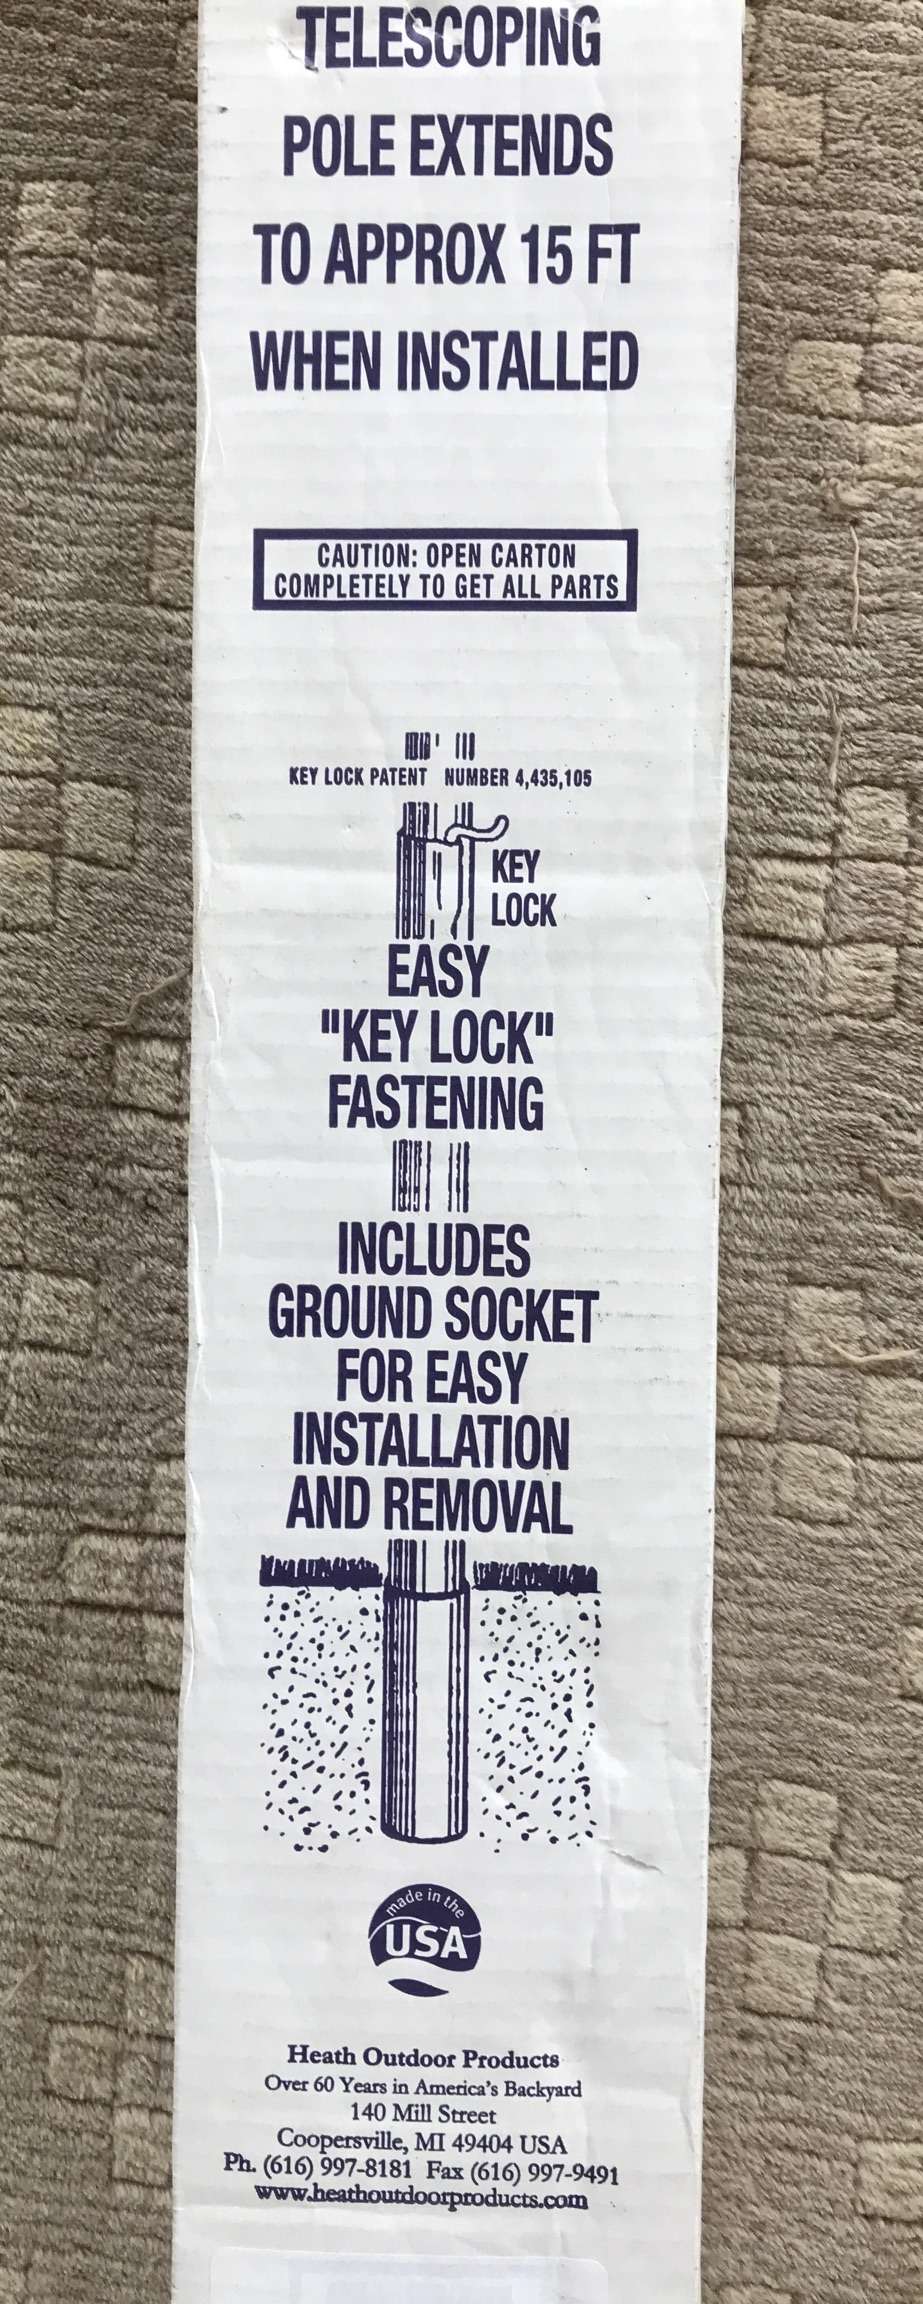 TELESCOPING
POLE EXTENDS
TO APPROX 15 FT
WHEN INSTALLED
CAUTION: OPEN CARTON
COMPLETELY TO GET ALL PARTS
KEY LOCK PATENT NUMBER 4,435,105
KEY
LOCK
EASY
"KEY LOCK"
FASTENING
INCLUDES
GROUND SOCKET
FOR EASY
INSTALLATION
AND REMOVAL
made in the
USA
Heath Outdoor Products
Over 60 Years in America's Backyard
140 Mill Street
Coopersville, MI 49404 USA
Ph. (616) 997-8181 Fax (616) 997-9491
www.heathoutdoorproducts.com